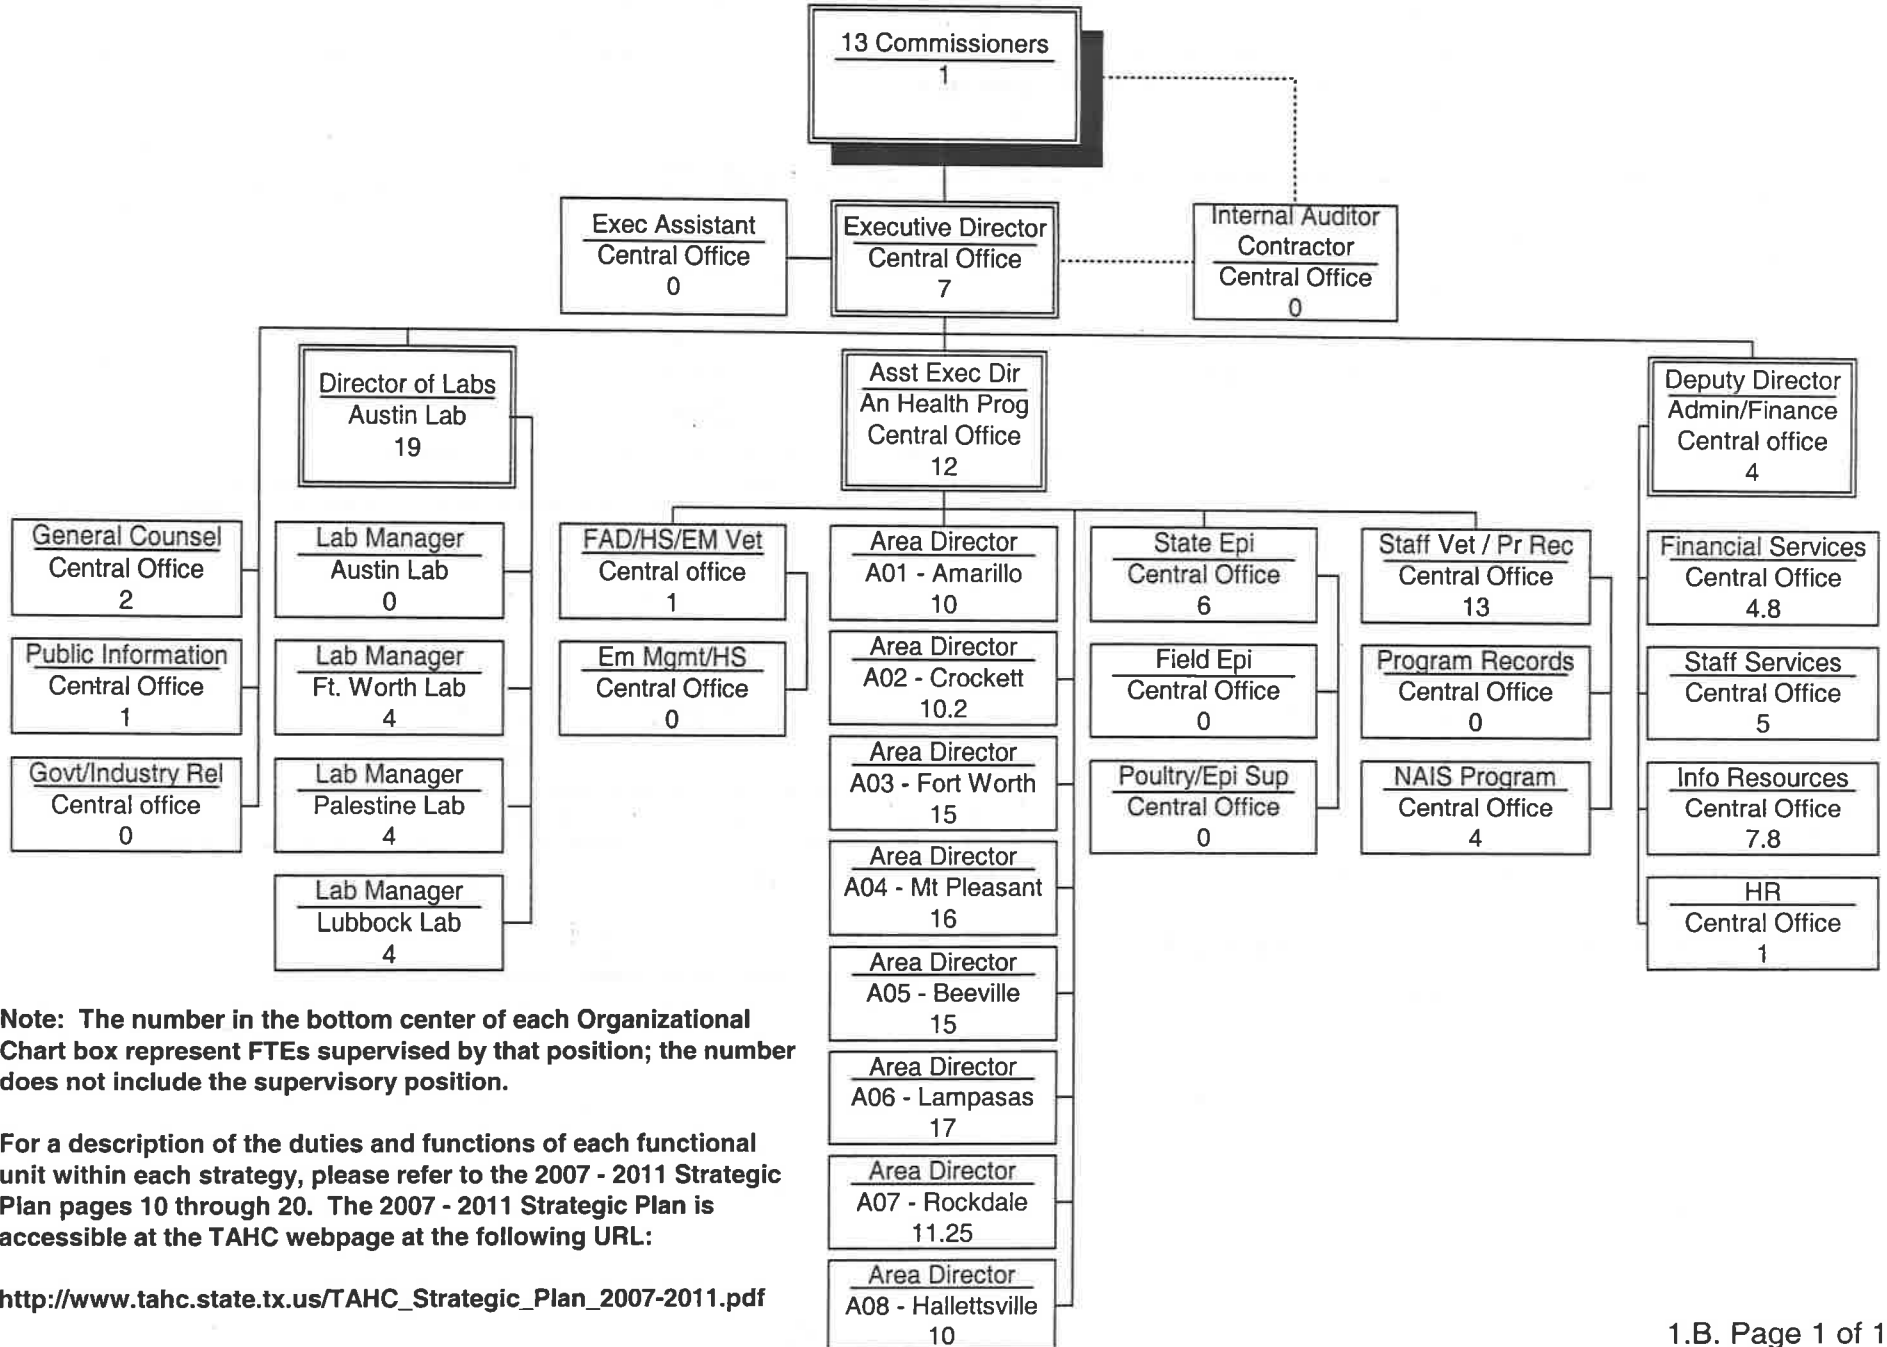 13 Commissioners
1
Exec Assistant
Central Office
0
Executive Director
Central Office
7
Internal Auditor
Contractor
Central Office
0
Director of Labs
Austin Lab
19
Asst Exec Dir
An Health Prog
Central Office
12
Deputy Director
Admin/Finance
Central office
4
General Counsel
Central Office
2
Public Information
Central Office
1
Govt/Industry Rel
Central office
0
Lab Manager
Austin Lab
0
Lab Manager
Ft. Worth Lab
4
Lab Manager
Palestine Lab
4
Lab Manager
Lubbock Lab
4
FAD/HS/EM Vet
Central office
1
Em Mgmt/HS
Central Office
0
Area Director
A01 - Amarillo
10
Area Director
A02 - Crockett
10.2
Area Director
A03 - Fort Worth
15
Area Director
A04 - Mt Pleasant
16
Area Director
A05 - Beeville
15
Area Director
A06 - Lampasas
17
Area Director
A07 - Rockdale
11.25
Area Director
A08 - Hallettsville
10
State Epi
Central Office
6
Field Epi
Central Office
0
Poultry/Epi Sup
Central Office
0
Staff Vet / Pr Rec
Central Office
13
Program Records
Central Office
0
NAIS Program
Central Office
4
Financial Services
Central Office
4.8
Staff Services
Central Office
5
Info Resources
Central Office
7.8
HR
Central Office
1
Note: The number in the bottom center of each Organizational
Chart box represent FTEs supervised by that position; the number
does not include the supervisory position.
For a description of the duties and functions of each functional
unit within each strategy, please refer to the 2007 - 2011 Strategic
Plan pages 10 through 20. The 2007 - 2011 Strategic Plan is
accessible at the TAHC webpage at the following URL:
http://www.tahc.state.tx.us/TAHC_Strategic_Plan_2007-2011.pdf
1.B. Page 1 of 1